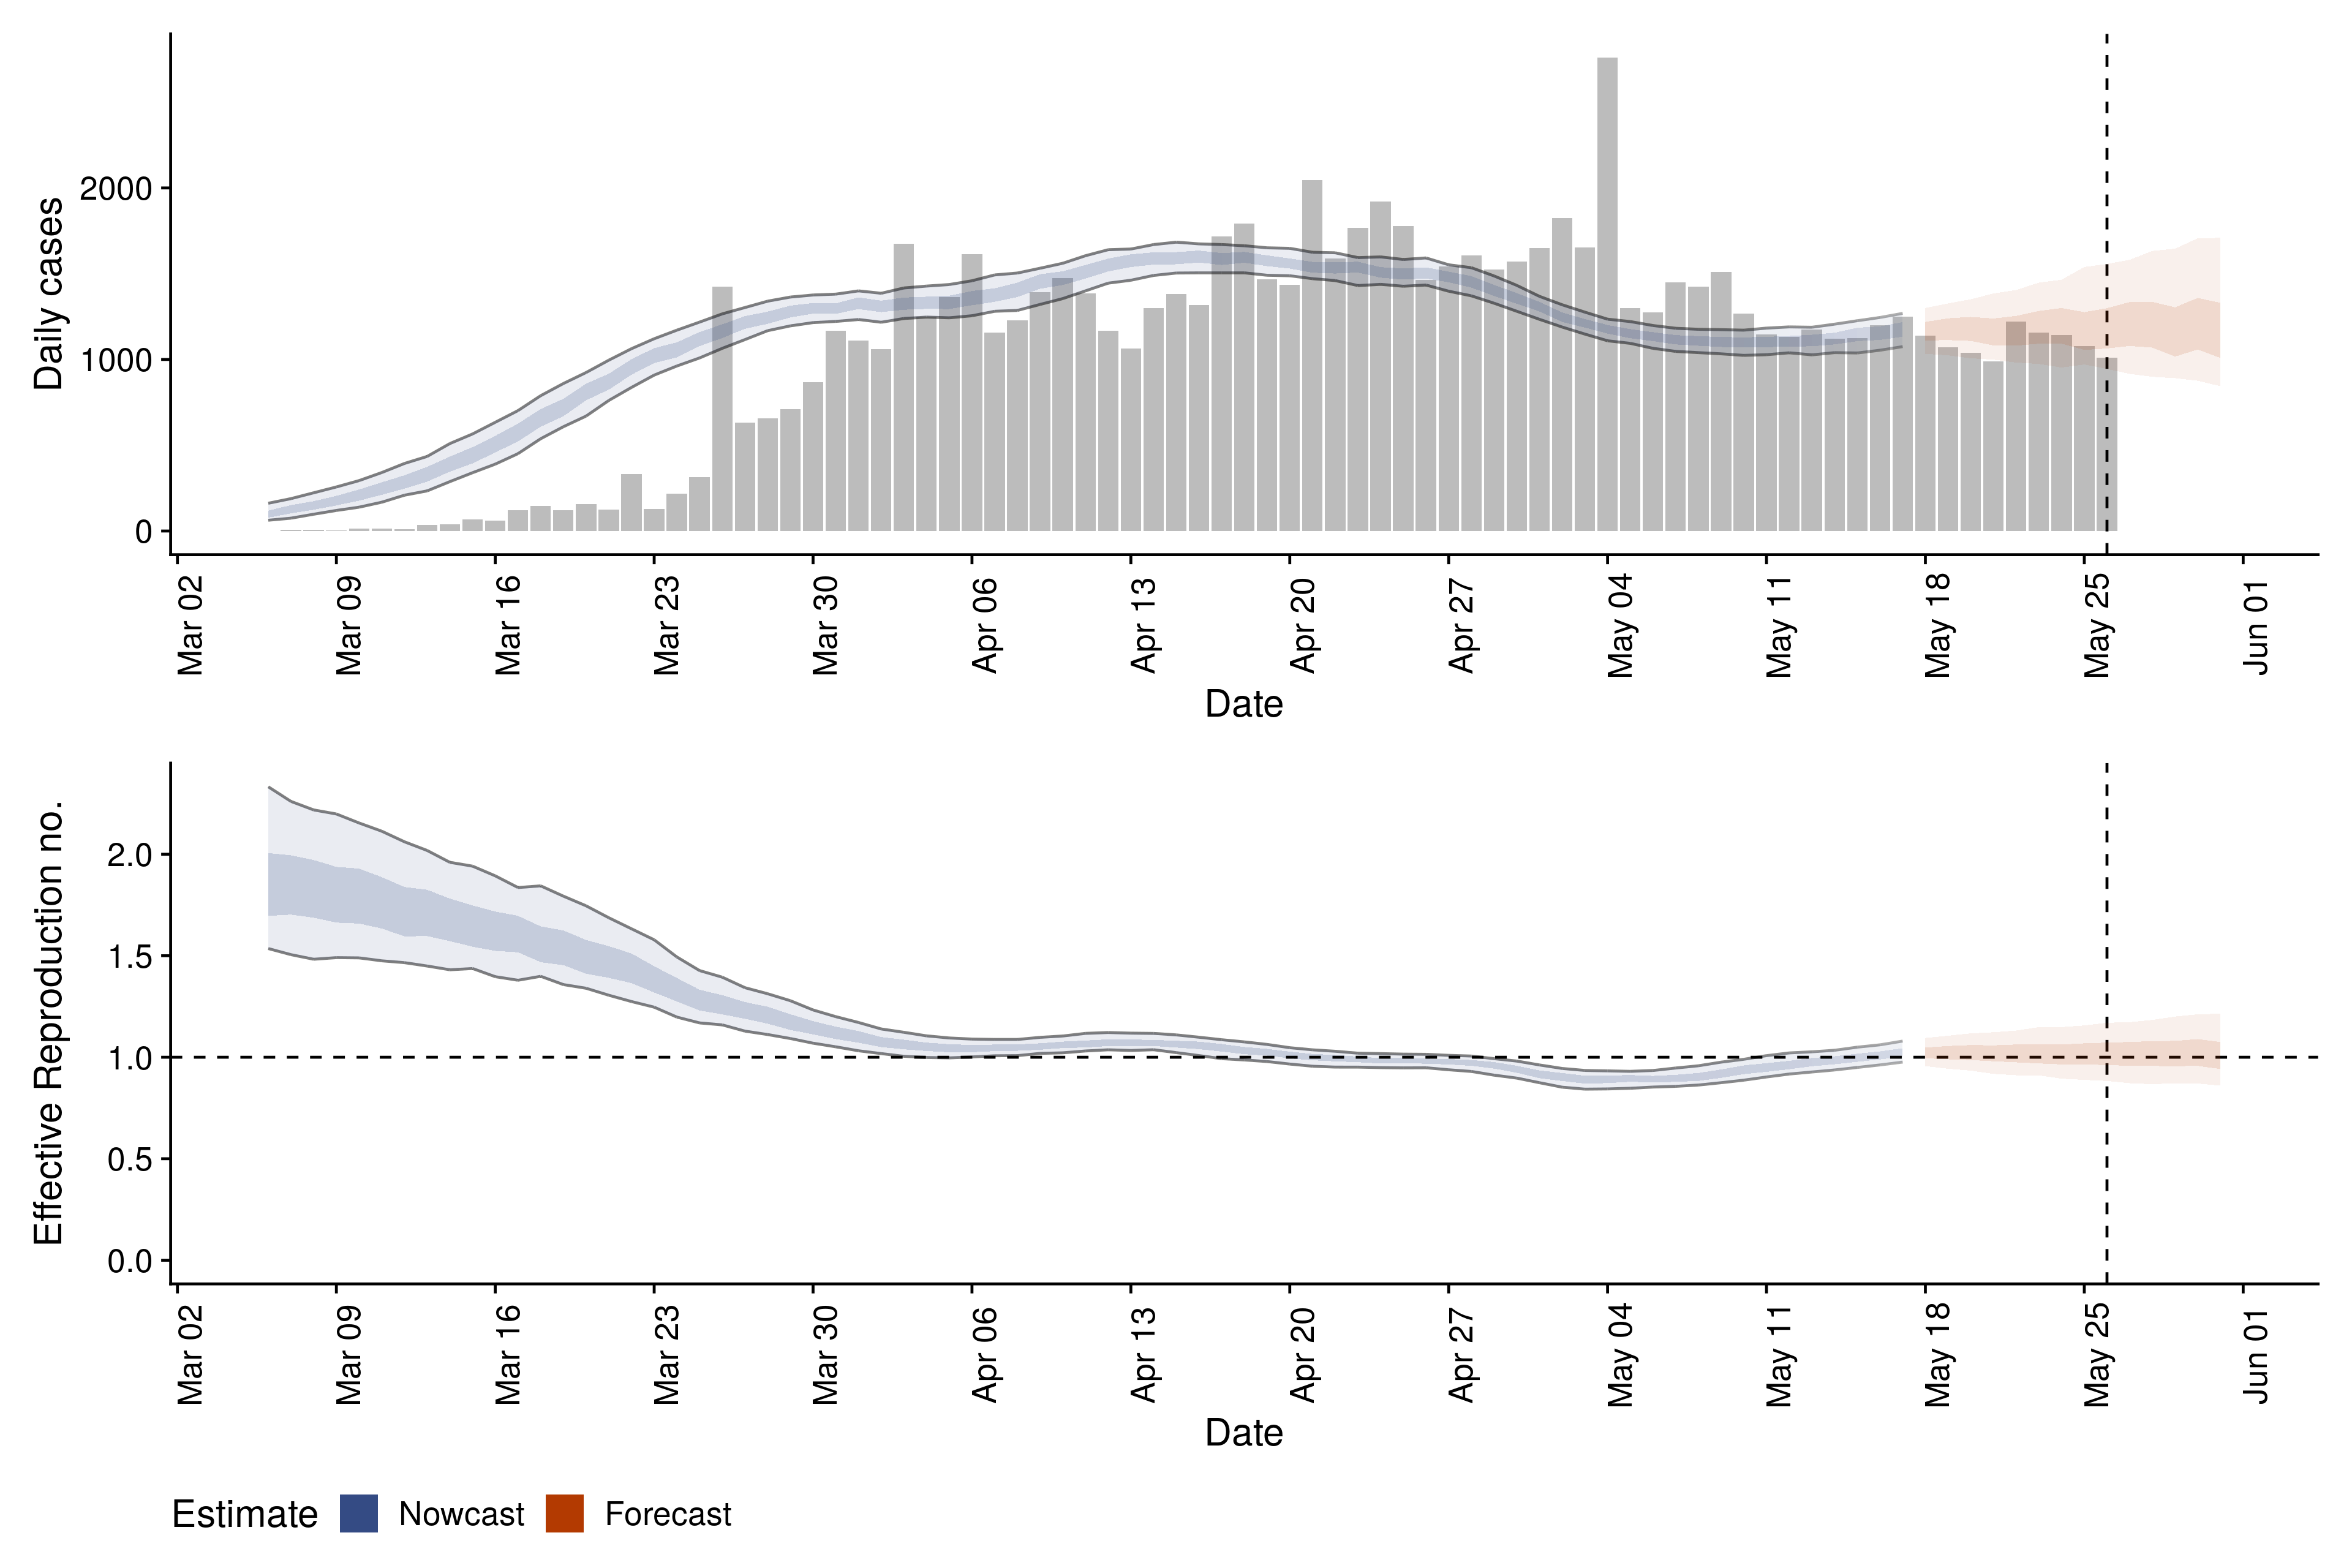 Daily cases
2000
1000
0
Mar 02
Mar 09
Mar 16
Mar 23
Mar 30
Apr 06
Apr 13
Apr 20
Apr 27
May 04
May 11
May 18
May 25
Jun 01
Date
Effective Reproduction no.
2.0
1.5
1.0
0.5
0.0
Mar 02
Mar 09
Mar 16
Mar 23
Mar 30
Apr 06
Apr 13
Apr 20
Apr 27
May 04
May 11
May 18
May 25
Jun 01
Date
Estimate Nowcast Forecast